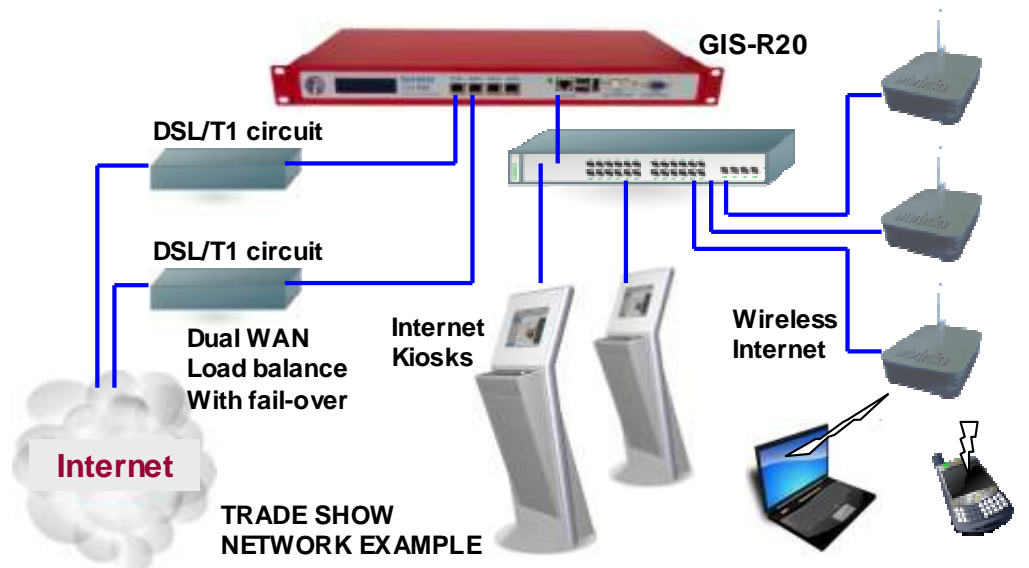 GIS-R20
DSL/T1 circuit
DSL/T1 circuit
Dual WAN
Load balance
With fail-over
Internet
Kiosks
Wireless
Internet
Internet
TRADE SHOW
NETWORK EXAMPLE